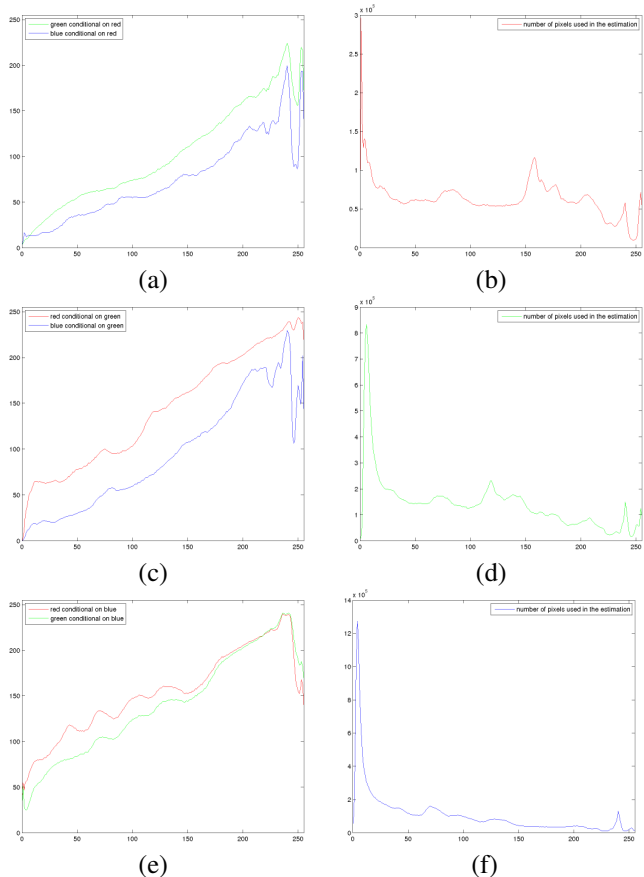 green conditional on red
blue conditional on red
250
200
150
100
50
0
0 50 100 150 200 250
(a)
x 10⁵
number of pixels used in the estimation
3
2.5
2
1.5
1
0.5
0
0 50 100 150 200 250
(b)
red conditional on green
blue conditional on green
250
200
150
100
50
0
0 50 100 150 200 250
(c)
x 10⁵
number of pixels used in the estimation
9
8
7
6
5
4
3
2
1
0
0 50 100 150 200 250
(d)
red conditional on blue
green conditional on blue
250
200
150
100
50
0
0 50 100 150 200 250
(e)
x 10⁵
number of pixels used in the estimation
14
12
10
8
6
4
2
0
0 50 100 150 200 250
(f)